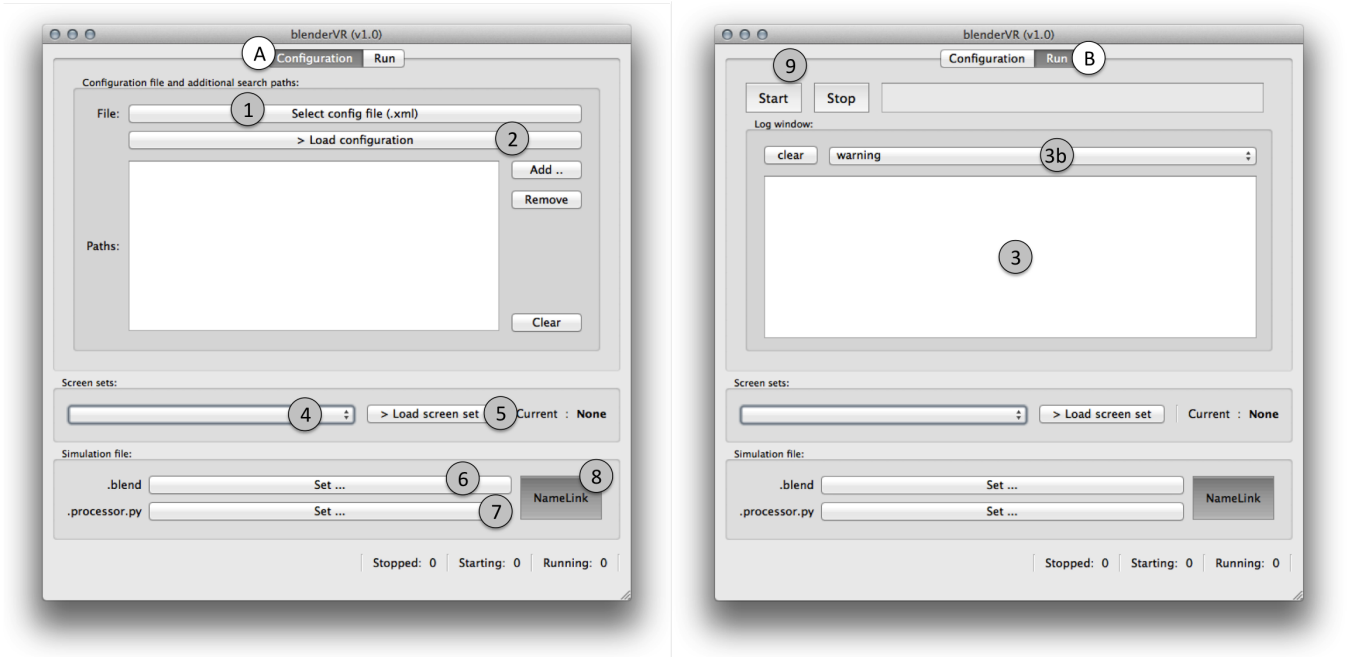 blenderVR (v1.0)
A Configuration Run
Configuration file and additional search paths:
File: 1 Select config file (.xml)
> Load configuration 2
Add ..
Remove
Paths:
Clear
Screen sets:
4 > Load screen set 5 Current : None
Simulation file:
.blend Set ... 6
.processor.py Set ... 7
NameLink 8
Stopped: 0 Starting: 0 Running: 0
blenderVR (v1.0)
Configuration Run B
9
Start Stop
Log window:
clear warning 3b
3
Screen sets:
> Load screen set Current : None
Simulation file:
.blend Set ...
.processor.py Set ...
NameLink
Stopped: 0 Starting: 0 Running: 0